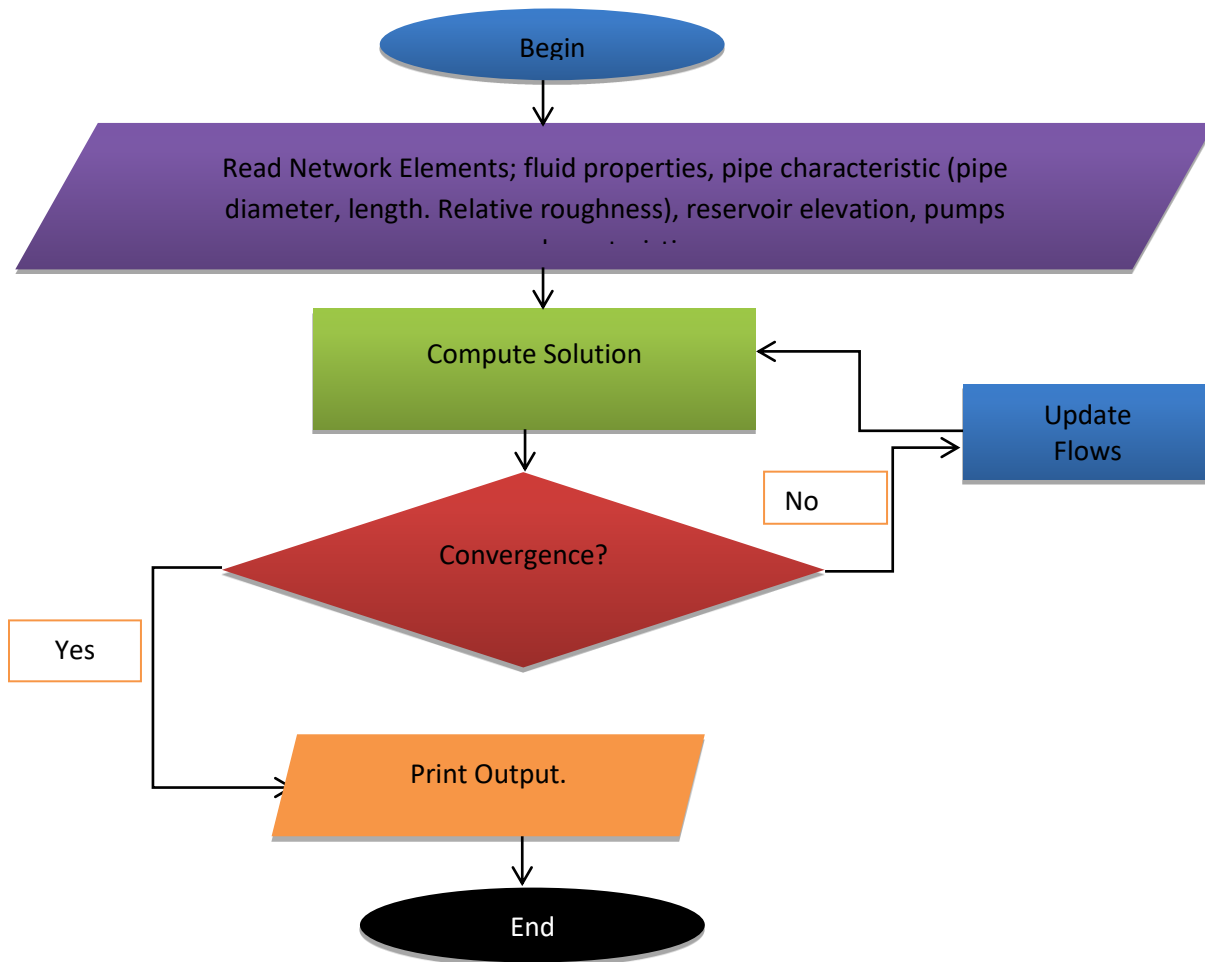 Begin
Read Network Elements; fluid properties, pipe characteristic (pipe
diameter, length. Relative roughness), reservoir elevation, pumps
Compute Solution
Update
Flows
No
Convergence?
Yes
Print Output.
End